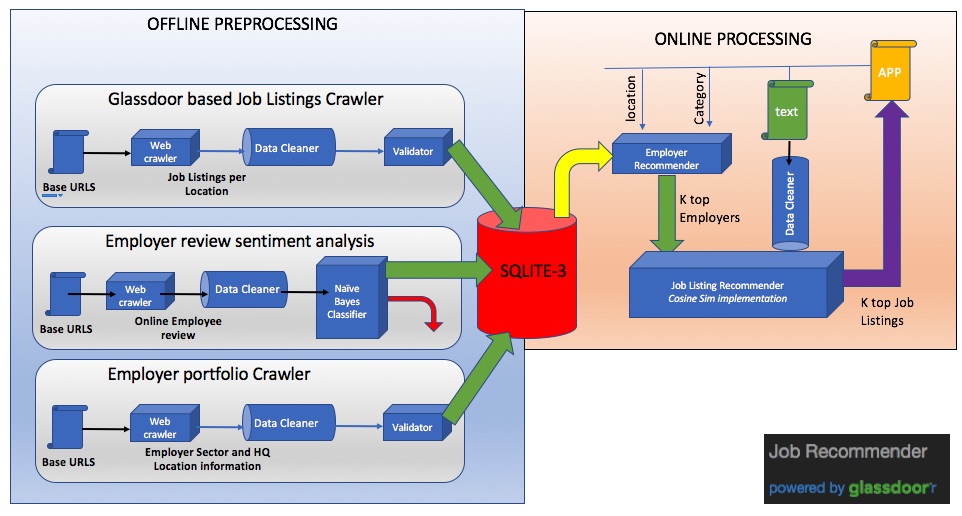 OFFLINE PREPROCESSING
Glassdoor based Job Listings Crawler
Base URLS
Web
crawler
Job Listings per
Location
Data Cleaner
Validator
Employer review sentiment analysis
Base URLS
Web
crawler
Online Employee
review
Data Cleaner
Naïve
Bayes
Classifier
Employer portfolio Crawler
Base URLS
Web
crawler
Employer Sector and HQ
Location information
Data Cleaner
Validator
SQLITE-3
ONLINE PROCESSING
location
Category
text
APP
Employer
Recommender
Data Cleaner
K top
Employers
Job Listing Recommender
Cosine Sim implementation
K top Job
Listings
Job Recommender
powered by glassdoor'r